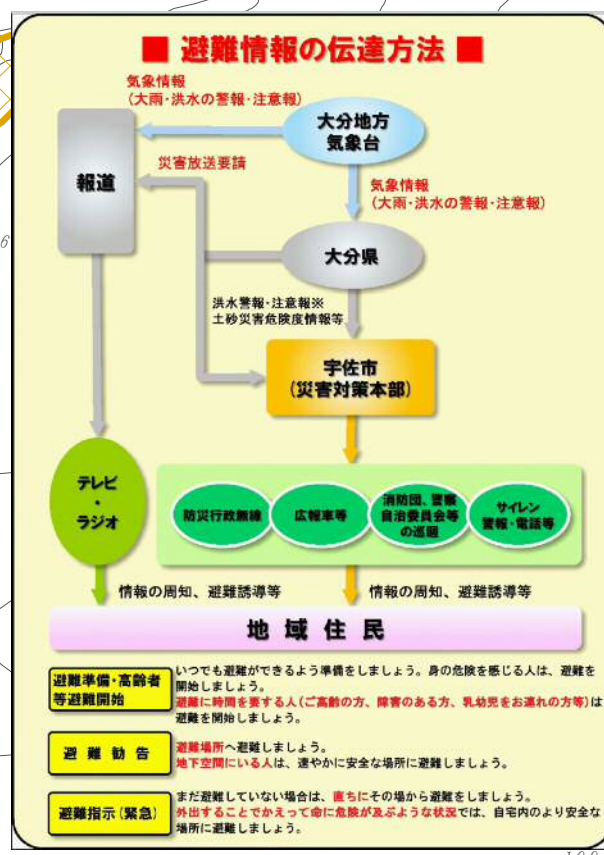 ■ 避難情報の伝達方法 ■
気象情報
(大雨・洪水の警報・注意報)
大分地方
気象台
報道
災害放送要請
気象情報
(大雨・洪水の警報・注意報)
大分県
洪水警報・注意報※
土砂災害危険度情報等
宇佐市
(災害対策本部)
テレビ
・
ラジオ
防災行政無線
広報車等
消防団、警察
自治委員会等
の巡回
サイレン
警報・電話等
情報の周知、避難誘導等
情報の周知、避難誘導等
地域住民
避難準備・高齢者
等避難開始
いつでも避難ができるよう準備をしましょう。身の危険を感じる人は、避難を
開始しましょう。
避難に時間を要する人(ご高齢の方、障害のある方、乳幼児をお連れの方等)は
避難を開始しましょう。
避難勧告
避難場所へ避難しましょう。
地下空間にいる人は、速やかに安全な場所に避難しましょう。
避難指示(緊急)
まだ避難していない場合は、直ちにその場から避難をしましょう。
外出することでかえって命に危険が及ぶような状況では、自宅内のより安全な
場所に避難しましょう。